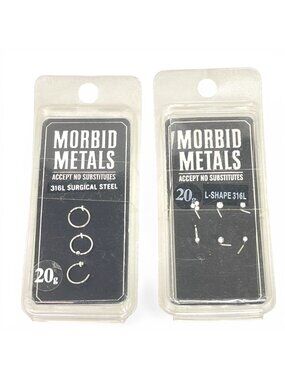 MORBID
METALS
ACCEPT NO SUBSTITUTES
316L SURGICAL STEEL
20g
MORBID
METALS
ACCEPT NO SUBSTITUTES
20g L-SHAPE 316L